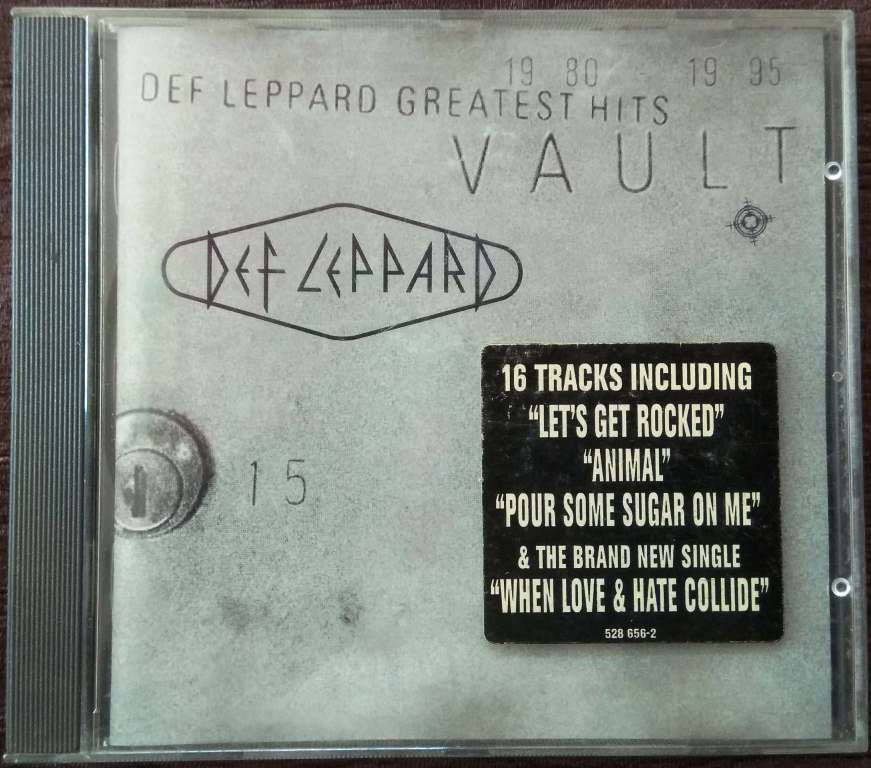 19 80 - 19 95
DEF LEPPARD GREATEST HITS
VAULT
DEF LEPPARD
15
16 TRACKS INCLUDING
“LET'S GET ROCKED”
“ANIMAL”
“POUR SOME SUGAR ON ME”
& THE BRAND NEW SINGLE
“WHEN LOVE & HATE COLLIDE”
528 656-2